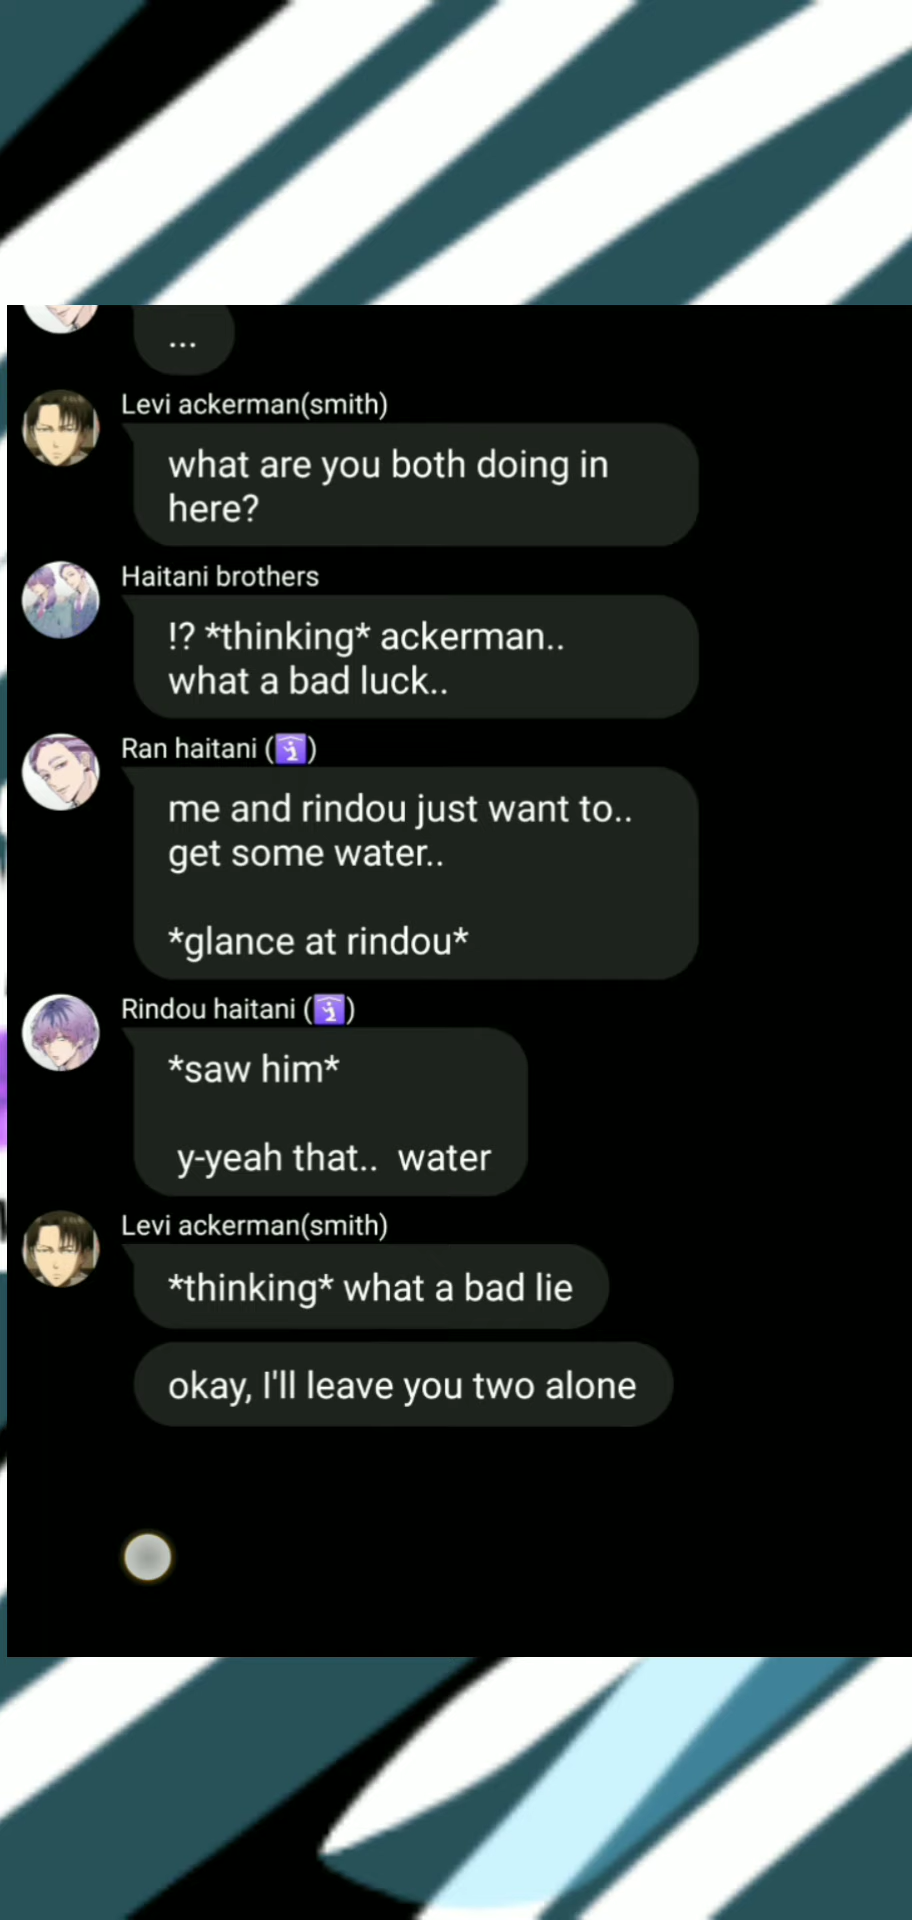 ...
Levi ackerman(smith)
what are you both doing in
here?
Haitani brothers
!? *thinking* ackerman..
what a bad luck..
Ran haitani (🛐)
me and rindou just want to..
get some water..
*glance at rindou*
Rindou haitani (🛐)
*saw him*
y-yeah that..  water
Levi ackerman(smith)
*thinking* what a bad lie
okay, I'll leave you two alone